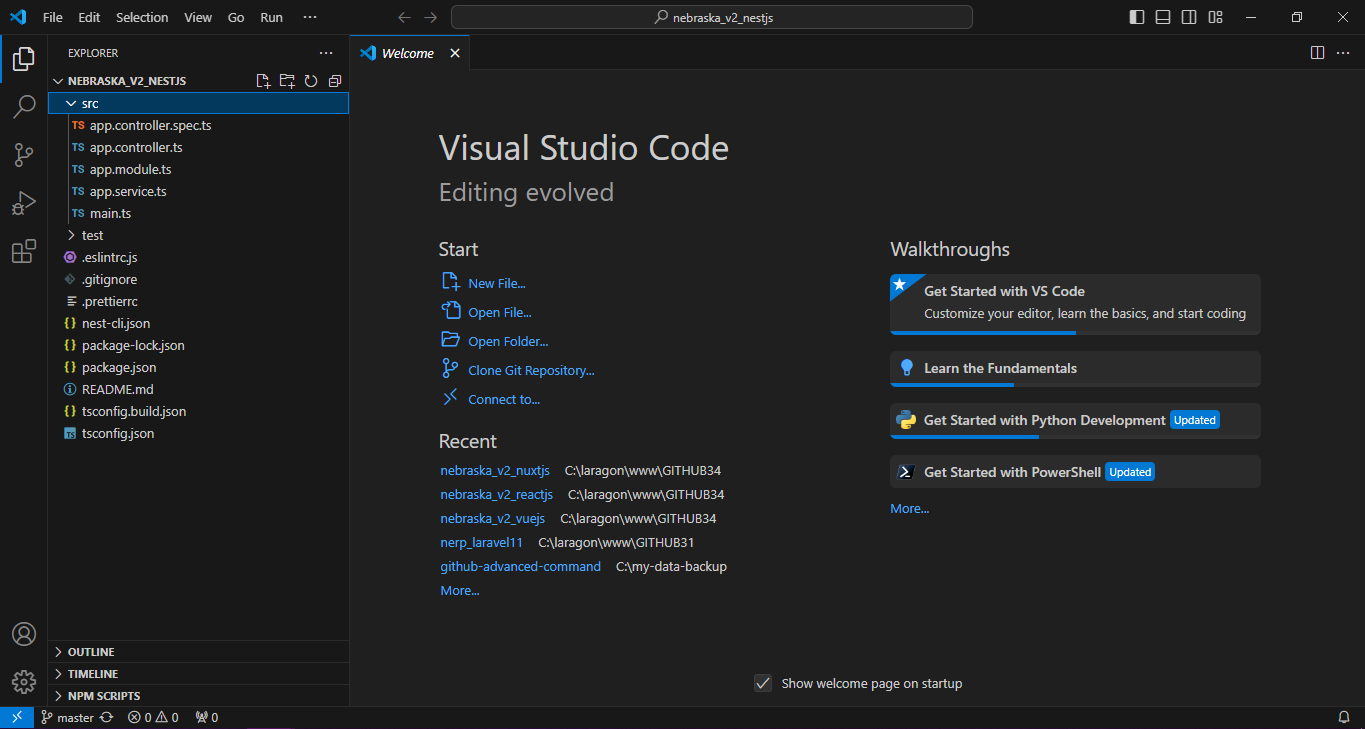 File Edit Selection View Go Run ···
nebraska_v2_nestjs
EXPLORER
Welcome
NEBRASKA_V2_NESTJS
src
TS app.controller.spec.ts
TS app.controller.ts
TS app.module.ts
TS app.service.ts
TS main.ts
test
.eslintrc.js
.gitignore
.prettierrc
{} nest-cli.json
{} package-lock.json
{} package.json
README.md
{} tsconfig.build.json
TS tsconfig.json
OUTLINE
TIMELINE
NPM SCRIPTS
Visual Studio Code
Editing evolved
Start
New File...
Open File...
Open Folder...
Clone Git Repository...
Connect to...
Recent
nebraska_v2_nuxtjs C:\laragon\www\GITHUB34
nebraska_v2_reactjs C:\laragon\www\GITHUB34
nebraska_v2_vuejs C:\laragon\www\GITHUB34
nerp_laravel11 C:\laragon\www\GITHUB31
github-advanced-command C:\my-data-backup
More...
Walkthroughs
Get Started with VS Code
Customize your editor, learn the basics, and start coding
Learn the Fundamentals
Get Started with Python Development Updated
Get Started with PowerShell Updated
More...
Show welcome page on startup
master 0 0 0